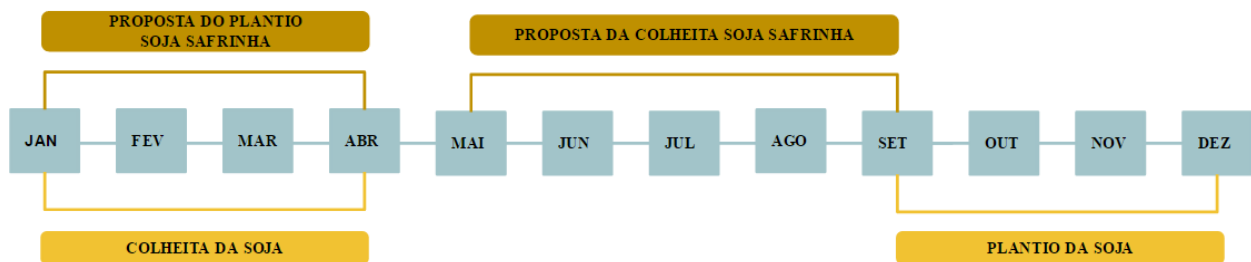 PROPOSTA DO PLANTIO
SOJA SAFRINHA
PROPOSTA DA COLHEITA SOJA SAFRINHA
JAN
FEV
MAR
ABR
MAI
JUN
JUL
AGO
SET
OUT
NOV
DEZ
COLHEITA DA SOJA
PLANTIO DA SOJA